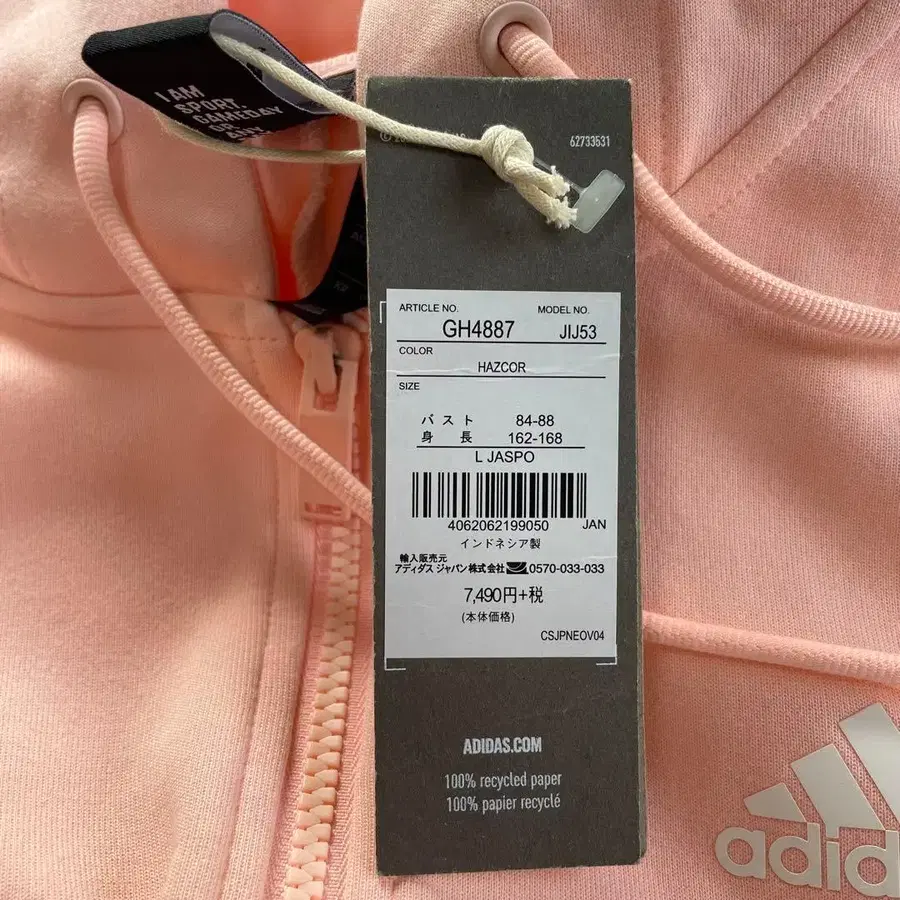 I AM
SPORT,
GAMEDAY
OR
ANY
62733531
ARTICLE NO. MODEL NO.
GH4887 JIJ53
COLOR
HAZCOR
SIZE
バスト 84-88
身長 162-168
L JASPO
4062062199050 JAN
インドネシア製
輸入販売元
アディダス ジャパン株式会社 0570-033-033
7,490円+税
(本体価格)
CSJPNEOV04
ADIDAS.COM
100% recycled paper
100% papier recyclé
adid